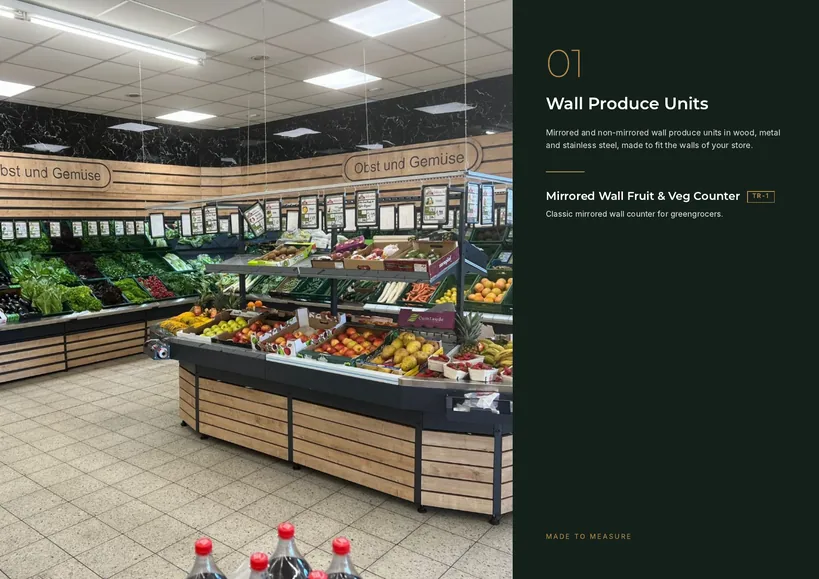 01
Wall Produce Units
Mirrored and non-mirrored wall produce units in wood, metal
and stainless steel, made to fit the walls of your store.
Mirrored Wall Fruit & Veg Counter TR-1
Classic mirrored wall counter for greengrocers.
MADE TO MEASURE
bst und Gemüse
Obst und Gemüse